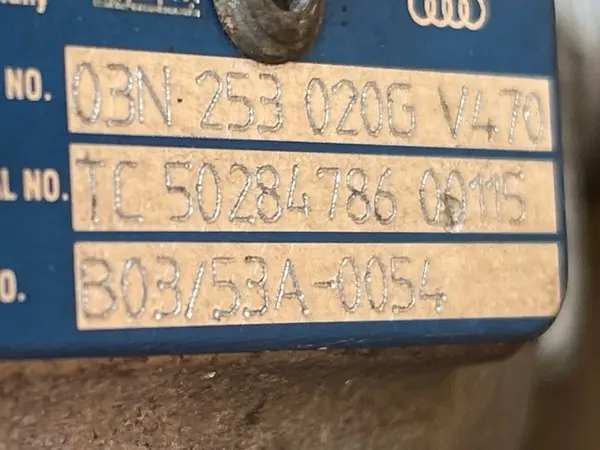 NO. 03N 253 020G V470
L NO. TC 50284786 00115
O. B03/53A-0054